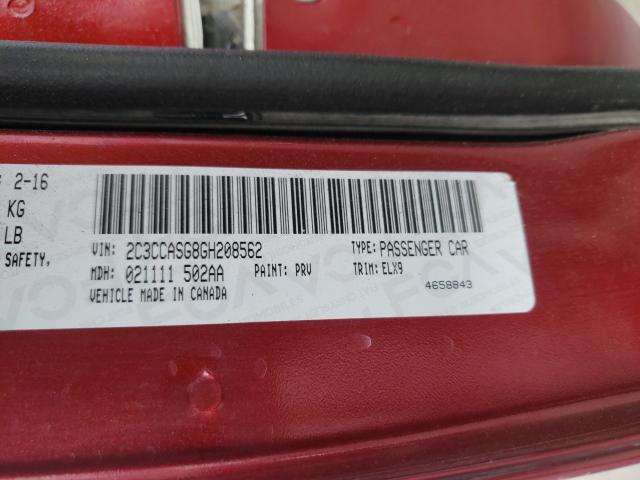 2-16
KG
LB
SAFETY,
VIN: 2C3CCASG8GH208562 TYPE: PASSENGER CAR
MDH: 021111 502AA PAINT: PRV TRIM: ELX9
VEHICLE MADE IN CANADA 4658843